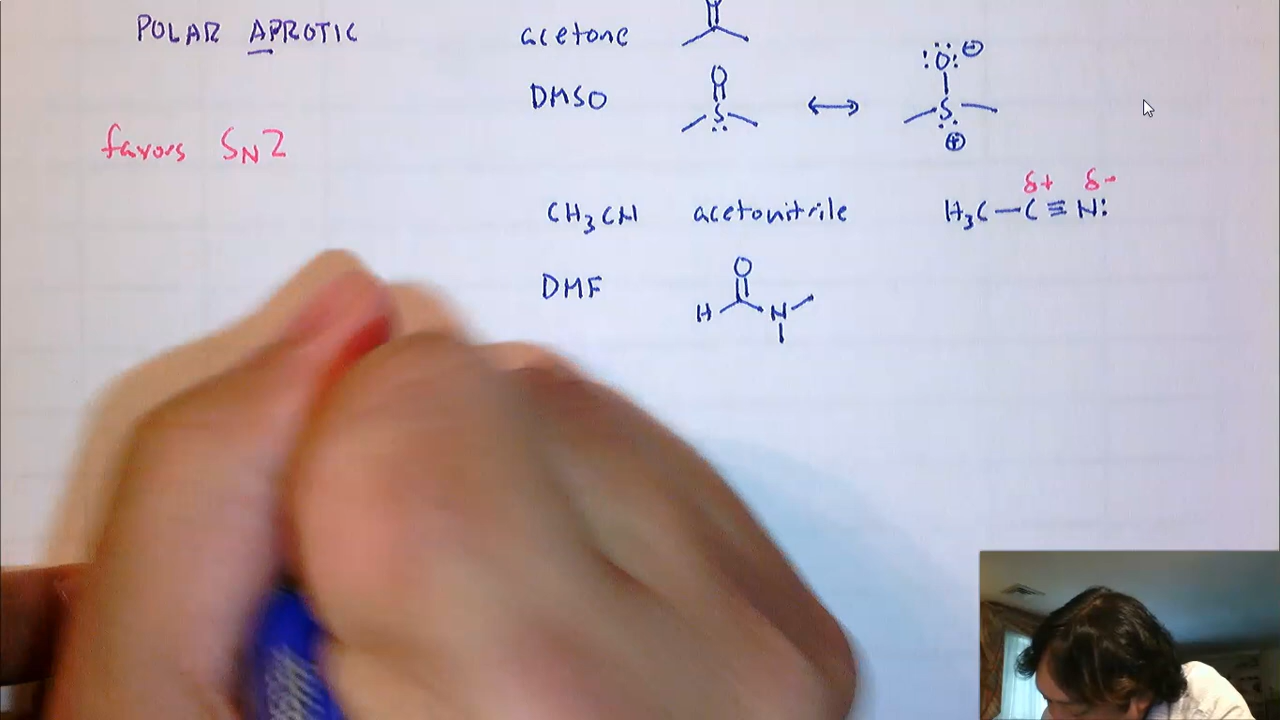 POLAR APROTIC
acetone
DMSO O S :Ö: ⊖ S ⊕
favors SN2
δ+ δ-
CH3CN acetonitrile H3C-C≡N:
DMF O H N